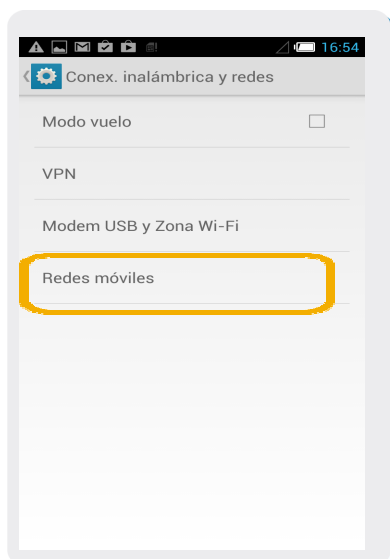 16:54
Conex. inalámbrica y redes
Modo vuelo
VPN
Modem USB y Zona Wi-Fi
Redes móviles